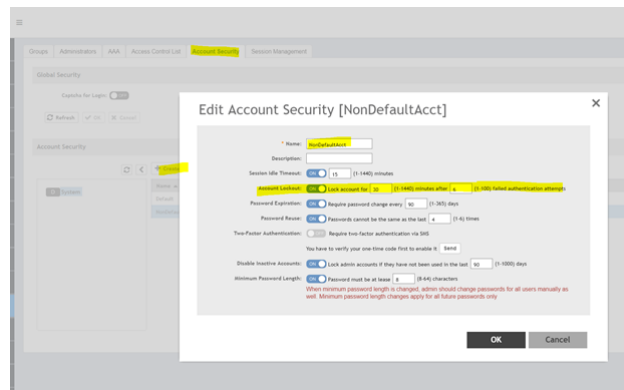 Groups Administrators AAA Access Control List Account Security Session Management
Global Security
Captcha for Login: OFF
Refresh OK Cancel
Account Security
Create
System
Name
Default
NonDefau
Edit Account Security [NonDefaultAcct]
* Name: NonDefaultAcct
Description:
Session Idle Timeout: ON 15 (1-1440) minutes
Account Lockout: ON Lock account for 30 (1-1440) minutes after 6 (1-100) failed authentication attempts
Password Expiration: ON Require password change every 90 (1-365) days
Password Reuse: ON Passwords cannot be the same as the last 4 (1-6) times
Two-Factor Authentication: OFF Require two-factor authentication via SMS
You have to verify your one-time code first to enable it Send
Disable Inactive Accounts: ON Lock admin accounts if they have not been used in the last 90 (1-1000) days
Minimum Password Length: ON Password must be at lease 8 (8-64) characters
When minimum password length is changed, admin should change passwords for all users manually as
well. Minimum password length changes apply for all future passwords only.
OK Cancel